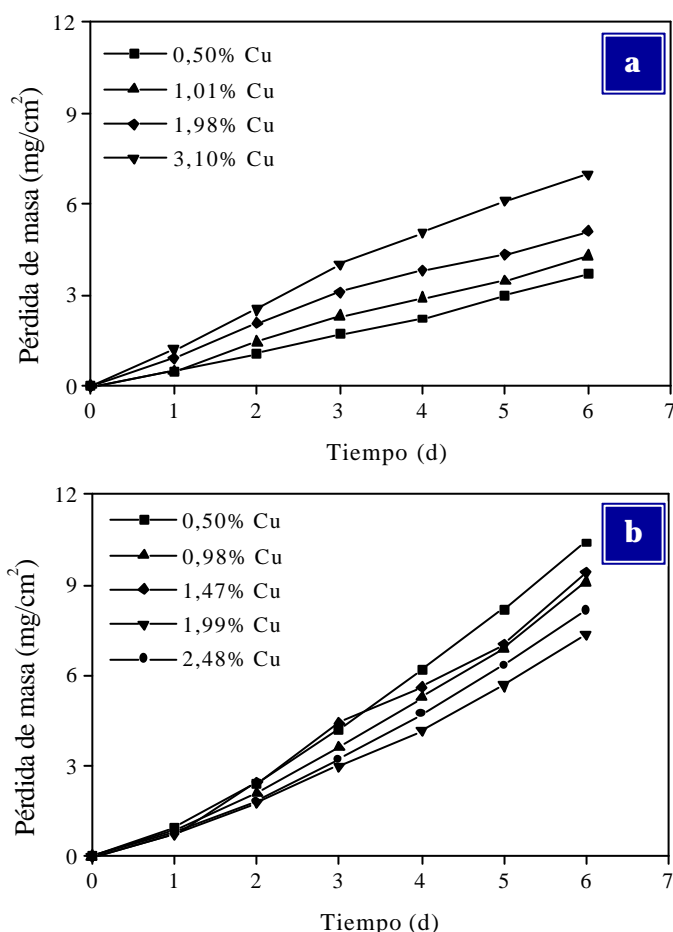 12
9
6
3
0
Pérdida de masa (mg/cm²)
0,50% Cu
1,01% Cu
1,98% Cu
3,10% Cu
a
0 1 2 3 4 5 6 7
Tiempo (d)
12
9
6
3
0
Pérdida de masa (mg/cm²)
0,50% Cu
0,98% Cu
1,47% Cu
1,99% Cu
2,48% Cu
b
0 1 2 3 4 5 6 7
Tiempo (d)